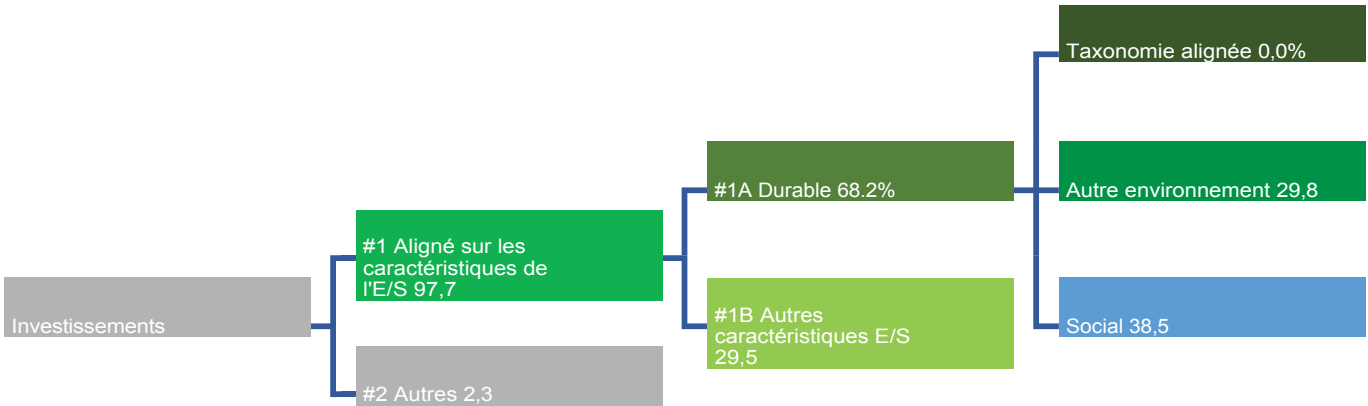 Investissements
#1 Aligné sur les
caractéristiques de
l'E/S 97,7
#2 Autres 2,3
#1A Durable 68.2%
#1B Autres
caractéristiques E/S
29,5
Taxonomie alignée 0,0%
Autre environnement 29,8
Social 38,5